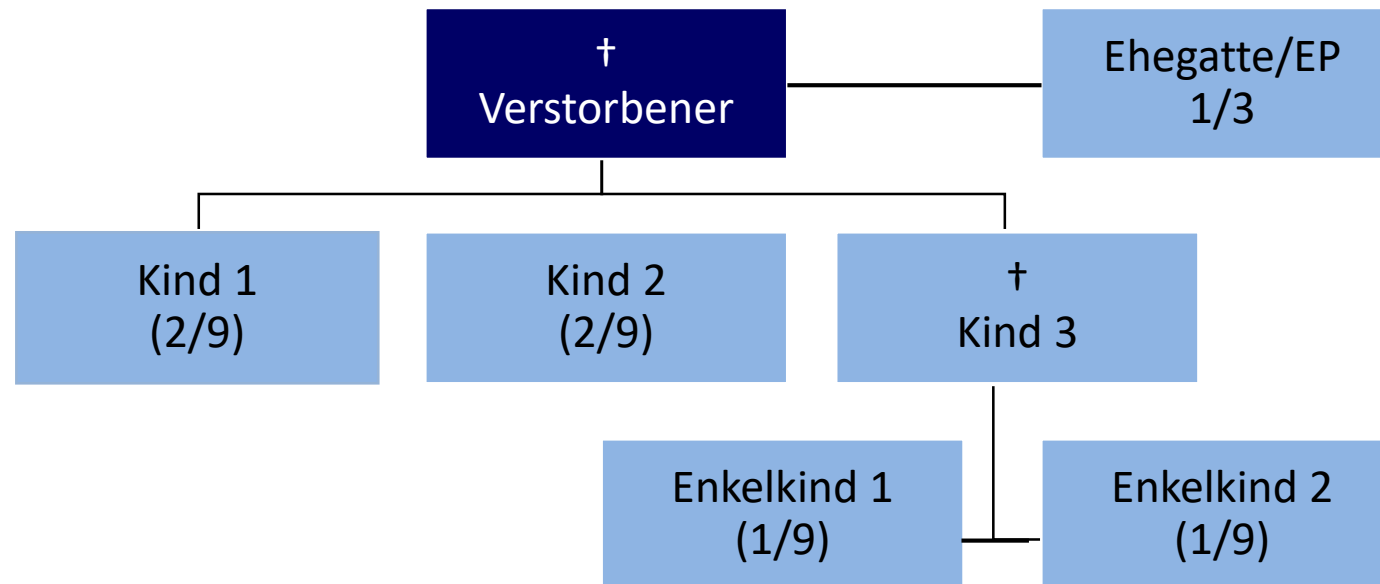 †
Verstorbener
Ehegatte/EP
1/3
Kind 1
(2/9)
Kind 2
(2/9)
†
Kind 3
Enkelkind 1
(1/9)
Enkelkind 2
(1/9)